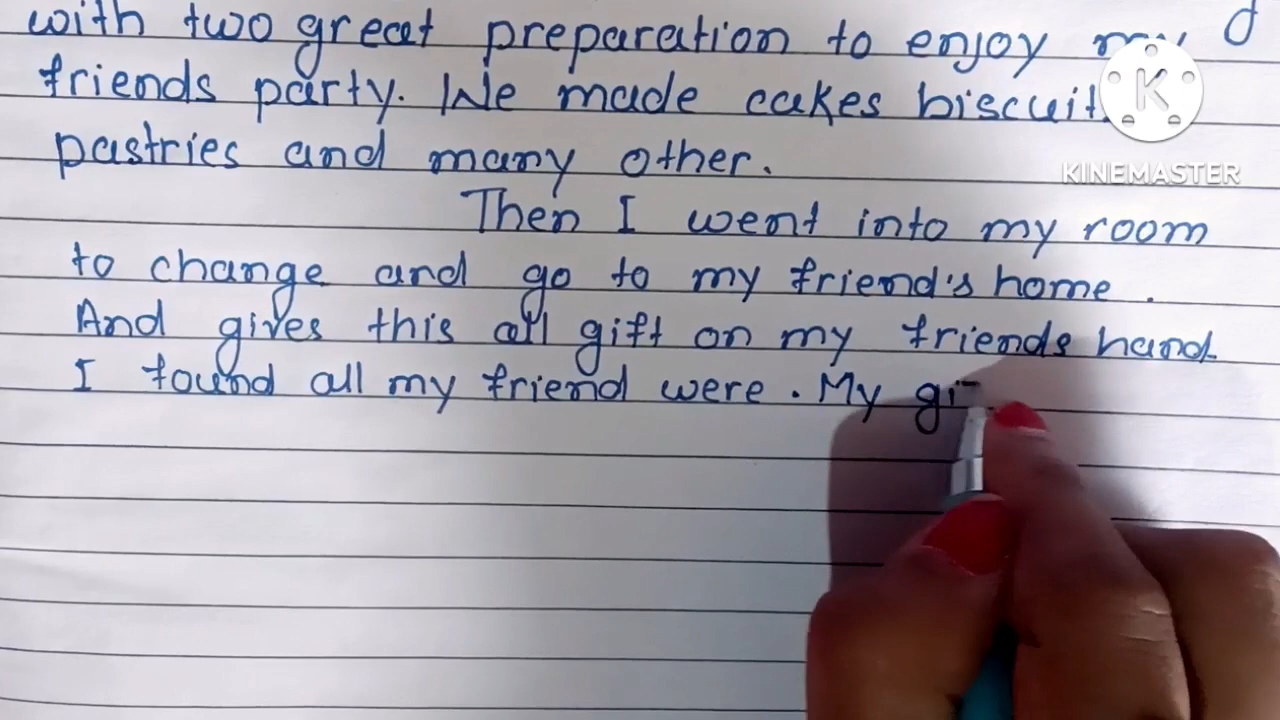 with two great preparation to enjoy my
friends party. We made cakes biscuit
pastries and many other.
Then I went into my room
to change and go to my friend's home.
And gives this all gift on my friends hand.
I found all my friend were. My gi
K
KINEMASTER